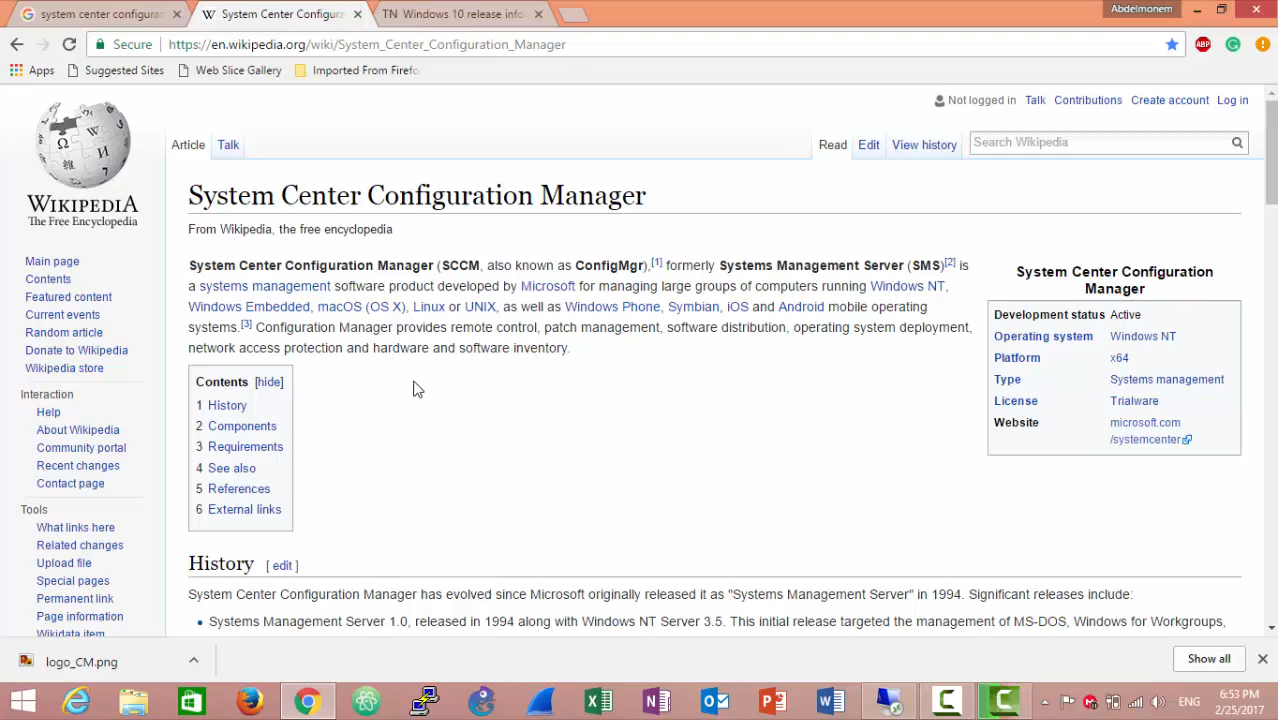 system center configurat
System Center Configura
TN Windows 10 release info
Abdelmonem
Secure
https://en.wikipedia.org/wiki/System_Center_Configuration_Manager
ABP
Apps
Suggested Sites
Web Slice Gallery
Imported From Firefo
Not logged in
Talk
Contributions
Create account
Log in
Article
Talk
Read
Edit
View history
Search Wikipedia
WIKIPEDIA
The Free Encyclopedia
System Center Configuration Manager
From Wikipedia, the free encyclopedia
System Center Configuration Manager (SCCM, also known as ConfigMgr),[1] formerly Systems Management Server (SMS)[2] is
a systems management software product developed by Microsoft for managing large groups of computers running Windows NT,
Windows Embedded, macOS (OS X), Linux or UNIX, as well as Windows Phone, Symbian, iOS and Android mobile operating
systems.[3] Configuration Manager provides remote control, patch management, software distribution, operating system deployment,
network access protection and hardware and software inventory.
System Center Configuration
Manager
Development status Active
Operating system Windows NT
Platform x64
Type Systems management
License Trialware
Website microsoft.com
/systemcenter
Contents [hide]
1 History
2 Components
3 Requirements
4 See also
5 References
6 External links
History [ edit ]
System Center Configuration Manager has evolved since Microsoft originally released it as "Systems Management Server" in 1994. Significant releases include:
• Systems Management Server 1.0, released in 1994 along with Windows NT Server 3.5. This initial release targeted the management of MS-DOS, Windows for Workgroups,
Main page
Contents
Featured content
Current events
Random article
Donate to Wikipedia
Wikipedia store
Interaction
Help
About Wikipedia
Community portal
Recent changes
Contact page
Tools
What links here
Related changes
Upload file
Special pages
Permanent link
Page information
Wikidata item
logo_CM.png
Show all
ENG
6:53 PM
2/25/2017